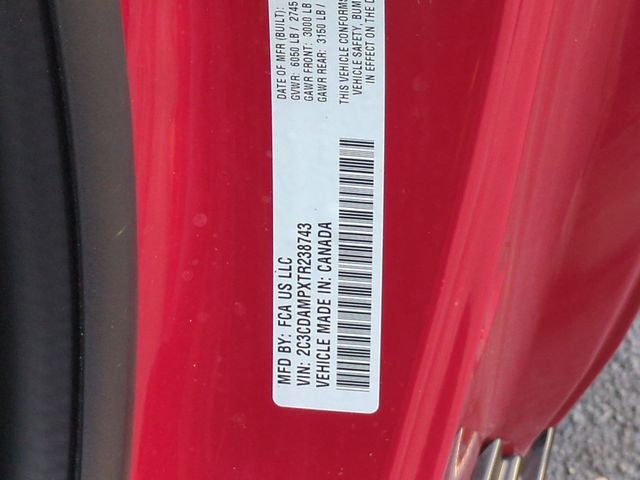 MFD BY: FCA US LLC
VIN: 2C3CDAMPXTR238743
VEHICLE MADE IN: CANADA
DATE OF MFR (BUILT):
GVWR: 6050 LB / 2745
GAWR FRONT: 3000 LB
GAWR REAR: 3150 LB /
THIS VEHICLE CONFORMS
VEHICLE SAFETY, BUM
IN EFFECT ON THE D